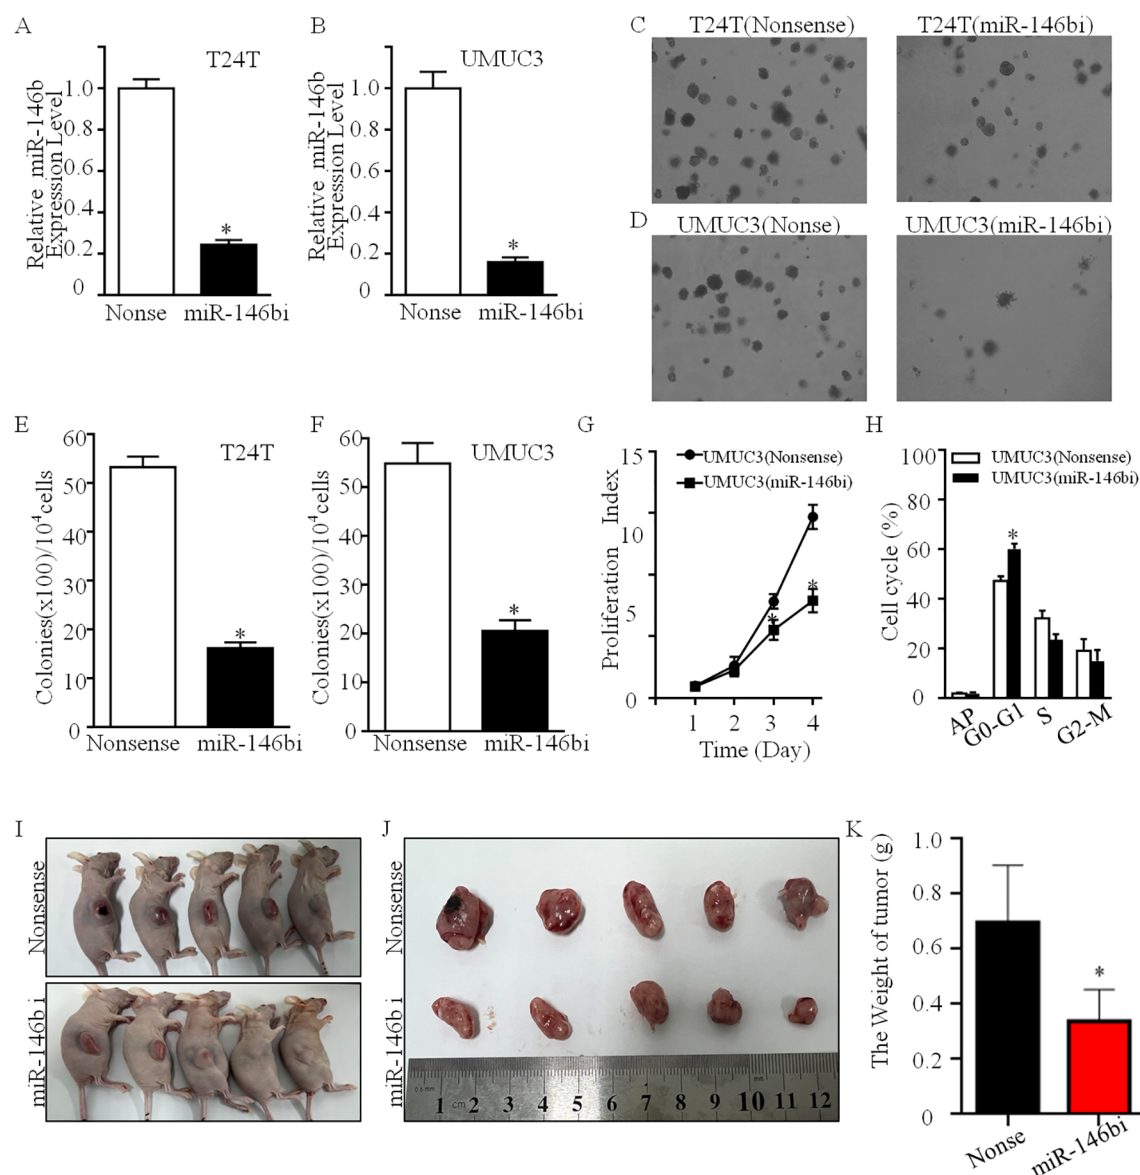 A
T24T
Relative miR-146b
Expression Level
1.0
0.8
0.6
0.4
0.2
0
*
Nonse
miR-146bi
B
UMUC3
Relative miR-146b
Expression Level
1.0
0.8
0.6
0.4
0.2
0
*
Nonse
miR-146bi
C
T24T(Nonsense)
T24T(miR-146bi)
D
UMUC3(Nonse)
UMUC3(miR-146bi)
E
T24T
Colonies(x100)/10⁴cells
60
50
40
30
20
10
0
*
Nonsense
miR-146bi
F
UMUC3
Colonies(x100)/10⁴cells
60
50
40
30
20
10
0
*
Nonsense
miR-146bi
G
UMUC3(Nonsense)
UMUC3(miR-146bi)
Proliferation Index
15
10
5
0
*
*
1 2 3 4
Time (Day)
H
UMUC3(Nonsense)
UMUC3(miR-146bi)
Cell cycle (%)
100
80
60
40
20
0
*
AP
G0-G1
S
G2-M
I
Nonsense
miR-146bi
J
Nonsense
miR-146bi
0.5mm
mm
1 cm 2 3 4 5 6 7 8 9 10 11 12
K
The Weight of tumor (g)
1.0
0.8
0.6
0.4
0.2
0
*
Nonse
miR-146bi